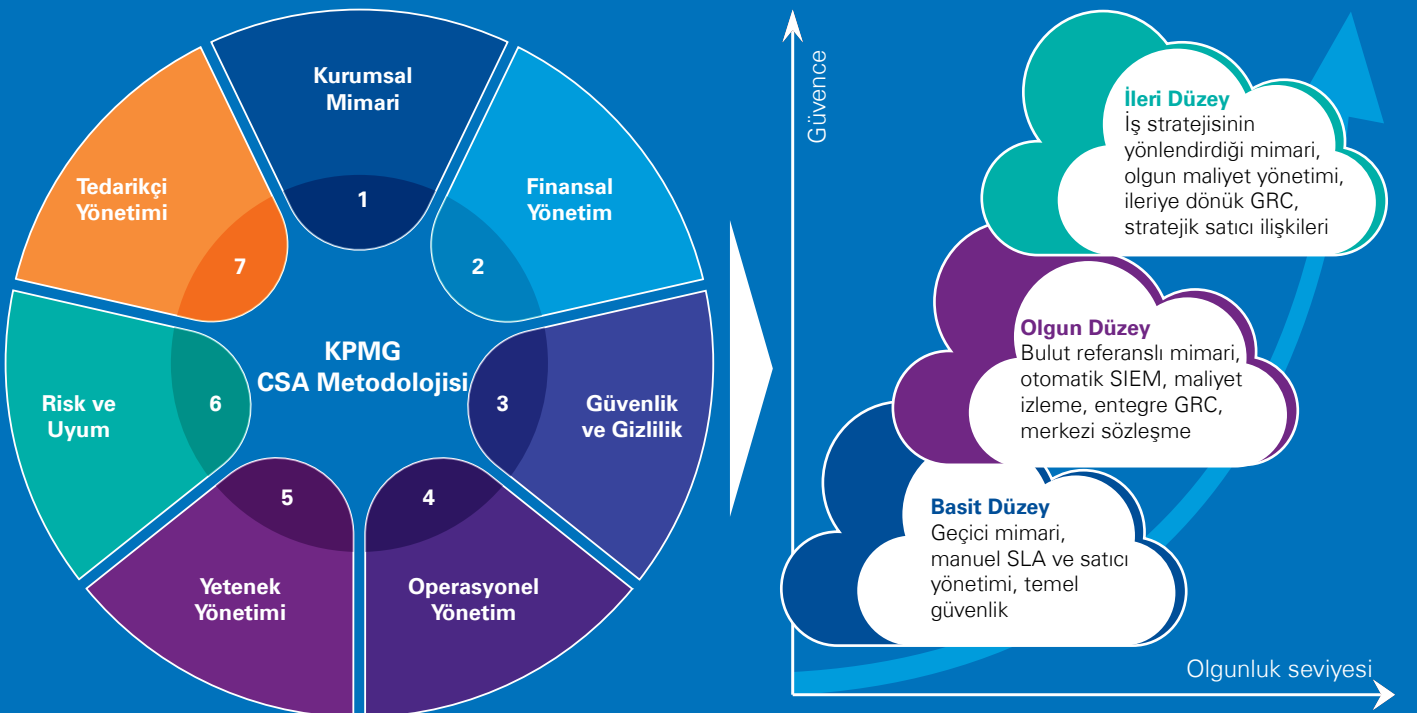 Kurumsal
Mimari
1
Finansal
Yönetim
2
Güvenlik
ve Gizlilik
3
Operasyonel
Yönetim
4
Yetenek
Yönetimi
5
Risk ve
Uyum
6
Tedarikçi
Yönetimi
7
KPMG
CSA Metodolojisi
Güvence
İleri Düzey
İş stratejisinin
yönlendirdiği mimari,
olgun maliyet yönetimi,
ileriye dönük GRC,
stratejik satıcı ilişkileri
Olgun Düzey
Bulut referanslı mimari,
otomatik SIEM, maliyet
izleme, entegre GRC,
merkezi sözleşme
Basit Düzey
Geçici mimari,
manuel SLA ve satıcı
yönetimi, temel
güvenlik
Olgunluk seviyesi